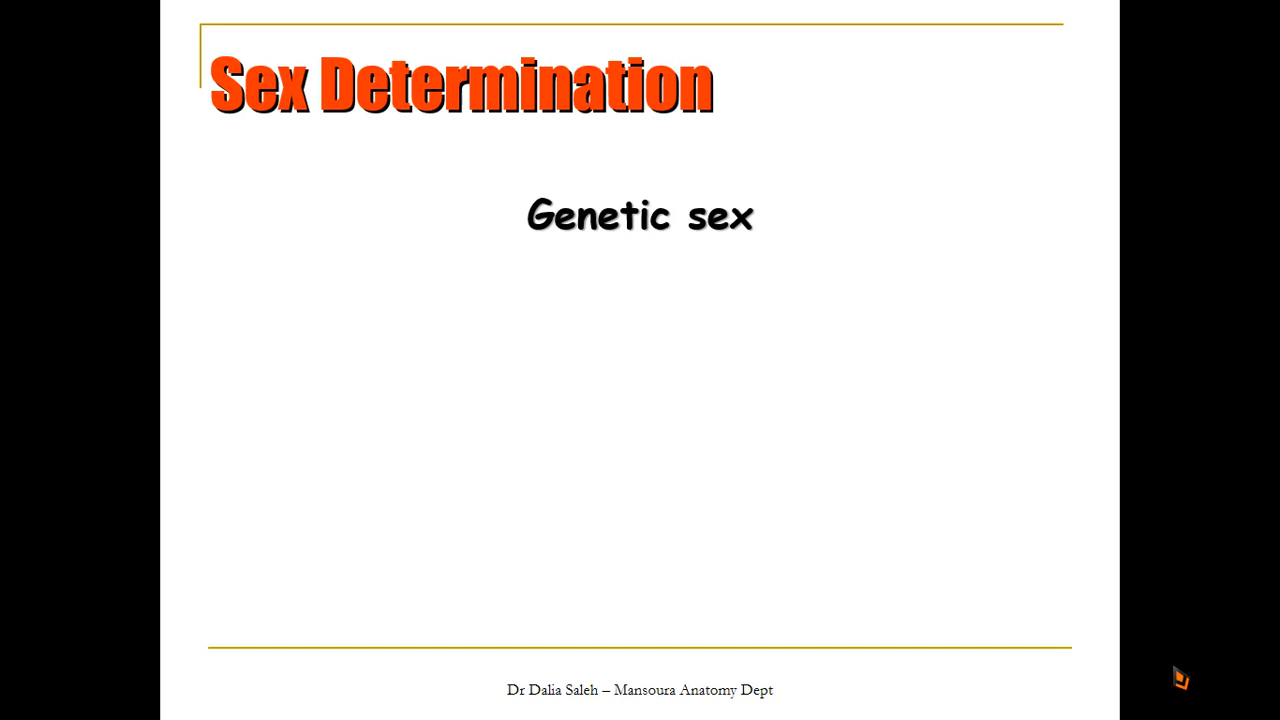 Sex Determination
Genetic sex
Dr Dalia Saleh – Mansoura Anatomy Dept